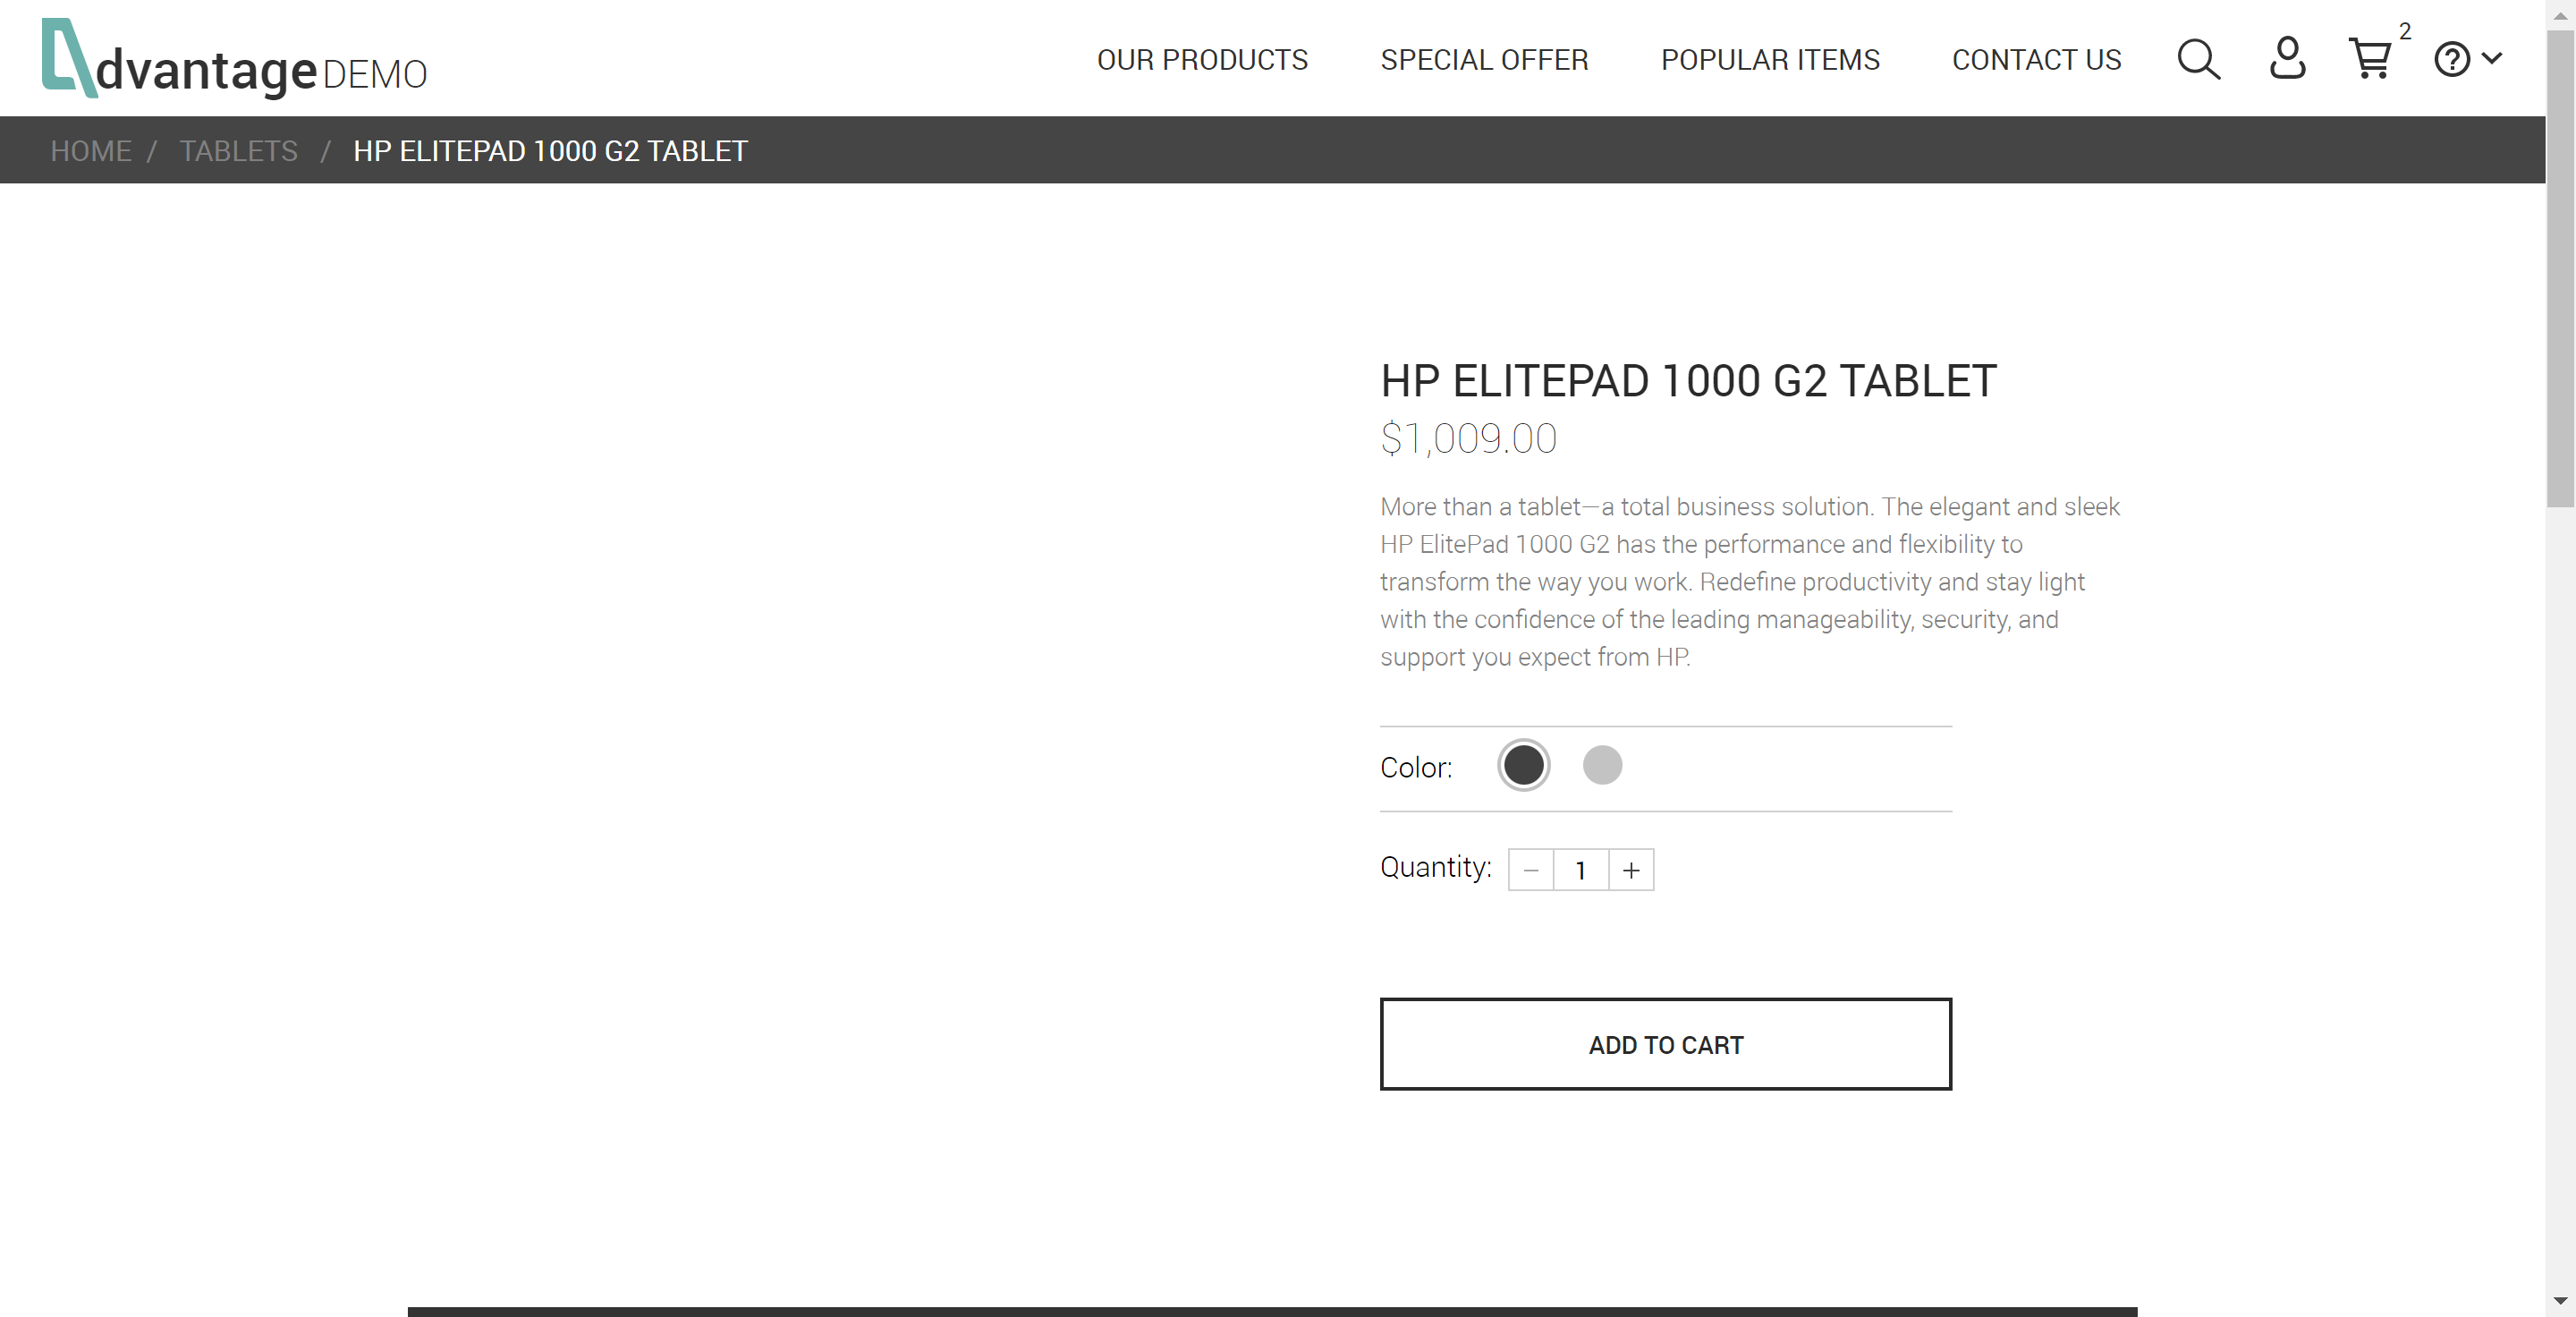 dvantage DEMO
OUR PRODUCTS
SPECIAL OFFER
POPULAR ITEMS
CONTACT US
2
HOME / TABLETS / HP ELITEPAD 1000 G2 TABLET
HP ELITEPAD 1000 G2 TABLET
$1,009.00
More than a tablet—a total business solution. The elegant and sleek
HP ElitePad 1000 G2 has the performance and flexibility to
transform the way you work. Redefine productivity and stay light
with the confidence of the leading manageability, security, and
support you expect from HP.
Color:
Quantity: − 1 +
ADD TO CART